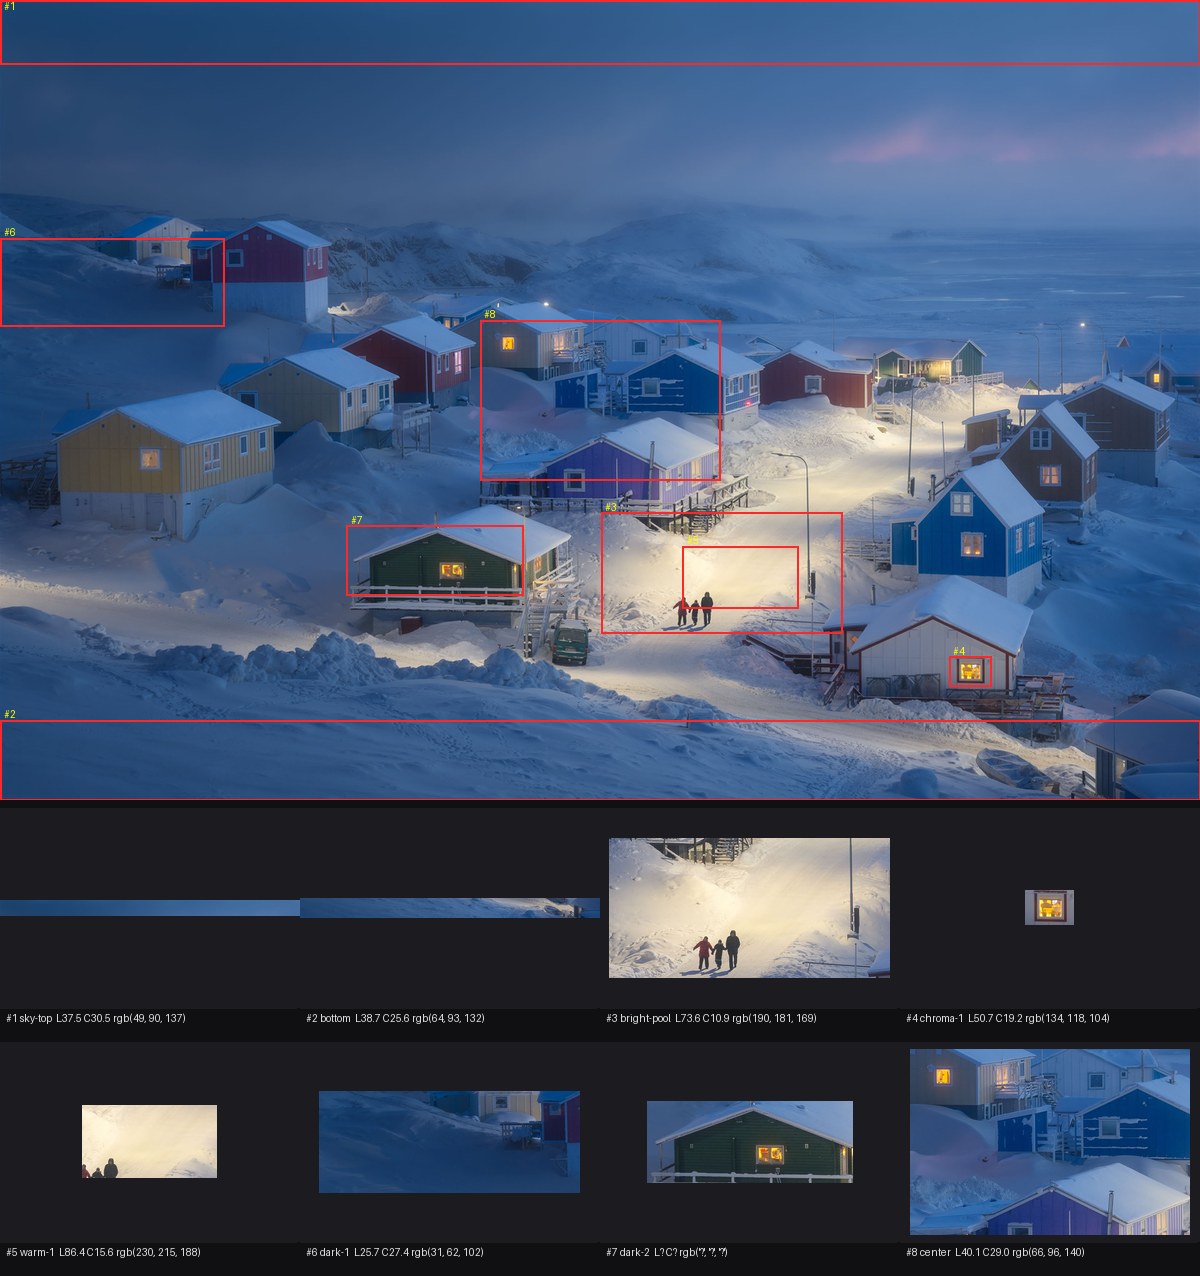 #1
#6
#8
#7
#3
#4
#2
#1 sky-top L37.5 C30.5 rgb(49, 90, 137)
#2 bottom L38.7 C25.6 rgb(64, 93, 132)
#3 bright-pool L73.6 C10.9 rgb(190, 181, 169)
#4 chroma-1 L50.7 C19.2 rgb(134, 118, 104)
#5 warm-1 L86.4 C15.6 rgb(230, 215, 188)
#6 dark-1 L25.7 C27.4 rgb(31, 62, 102)
#7 dark-2 L? C? rgb('?', '?', '?')
#8 center L40.1 C29.0 rgb(66, 96, 140)